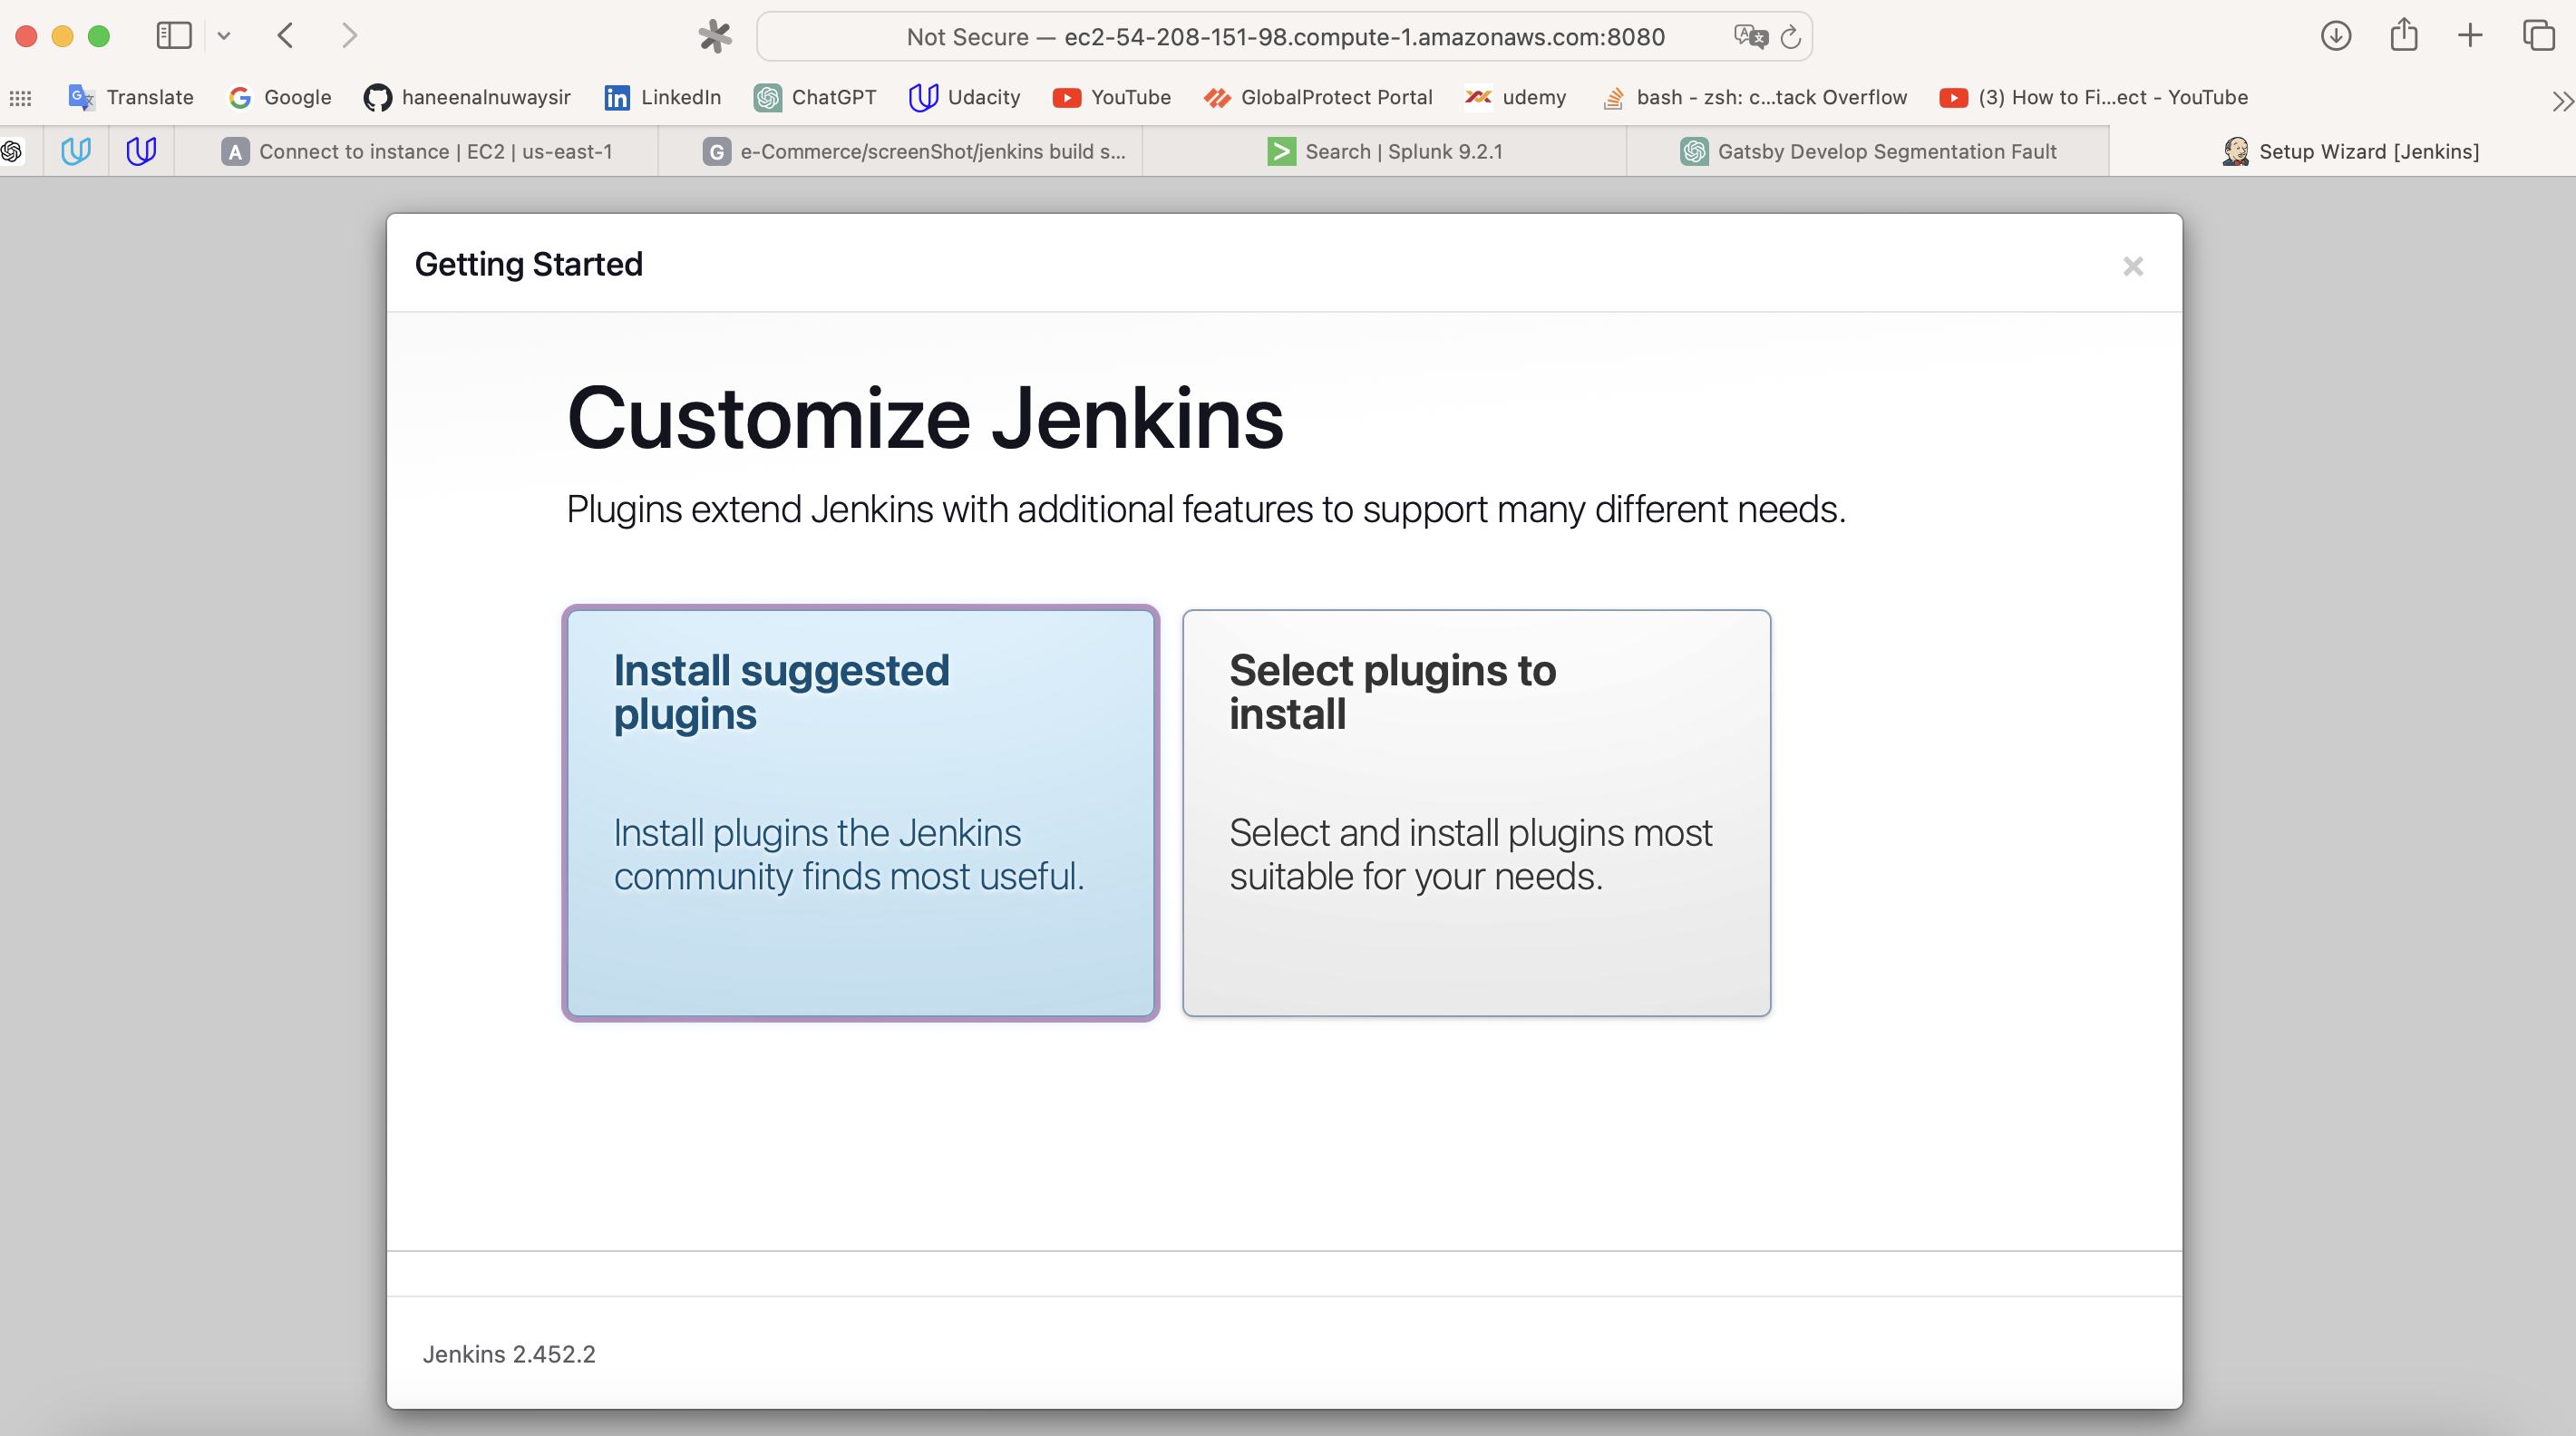 Not Secure — ec2-54-208-151-98.compute-1.amazonaws.com:8080
Translate Google haneenalnuwaysir LinkedIn ChatGPT Udacity YouTube GlobalProtect Portal udemy bash - zsh: c...tack Overflow (3) How to Fi...ect - YouTube
A Connect to instance | EC2 | us-east-1 G e-Commerce/screenShot/jenkins build s... Search | Splunk 9.2.1 Gatsby Develop Segmentation Fault Setup Wizard [Jenkins]
Getting Started
Customize Jenkins
Plugins extend Jenkins with additional features to support many different needs.
Install suggested
plugins
Install plugins the Jenkins
community finds most useful.
Select plugins to
install
Select and install plugins most
suitable for your needs.
Jenkins 2.452.2